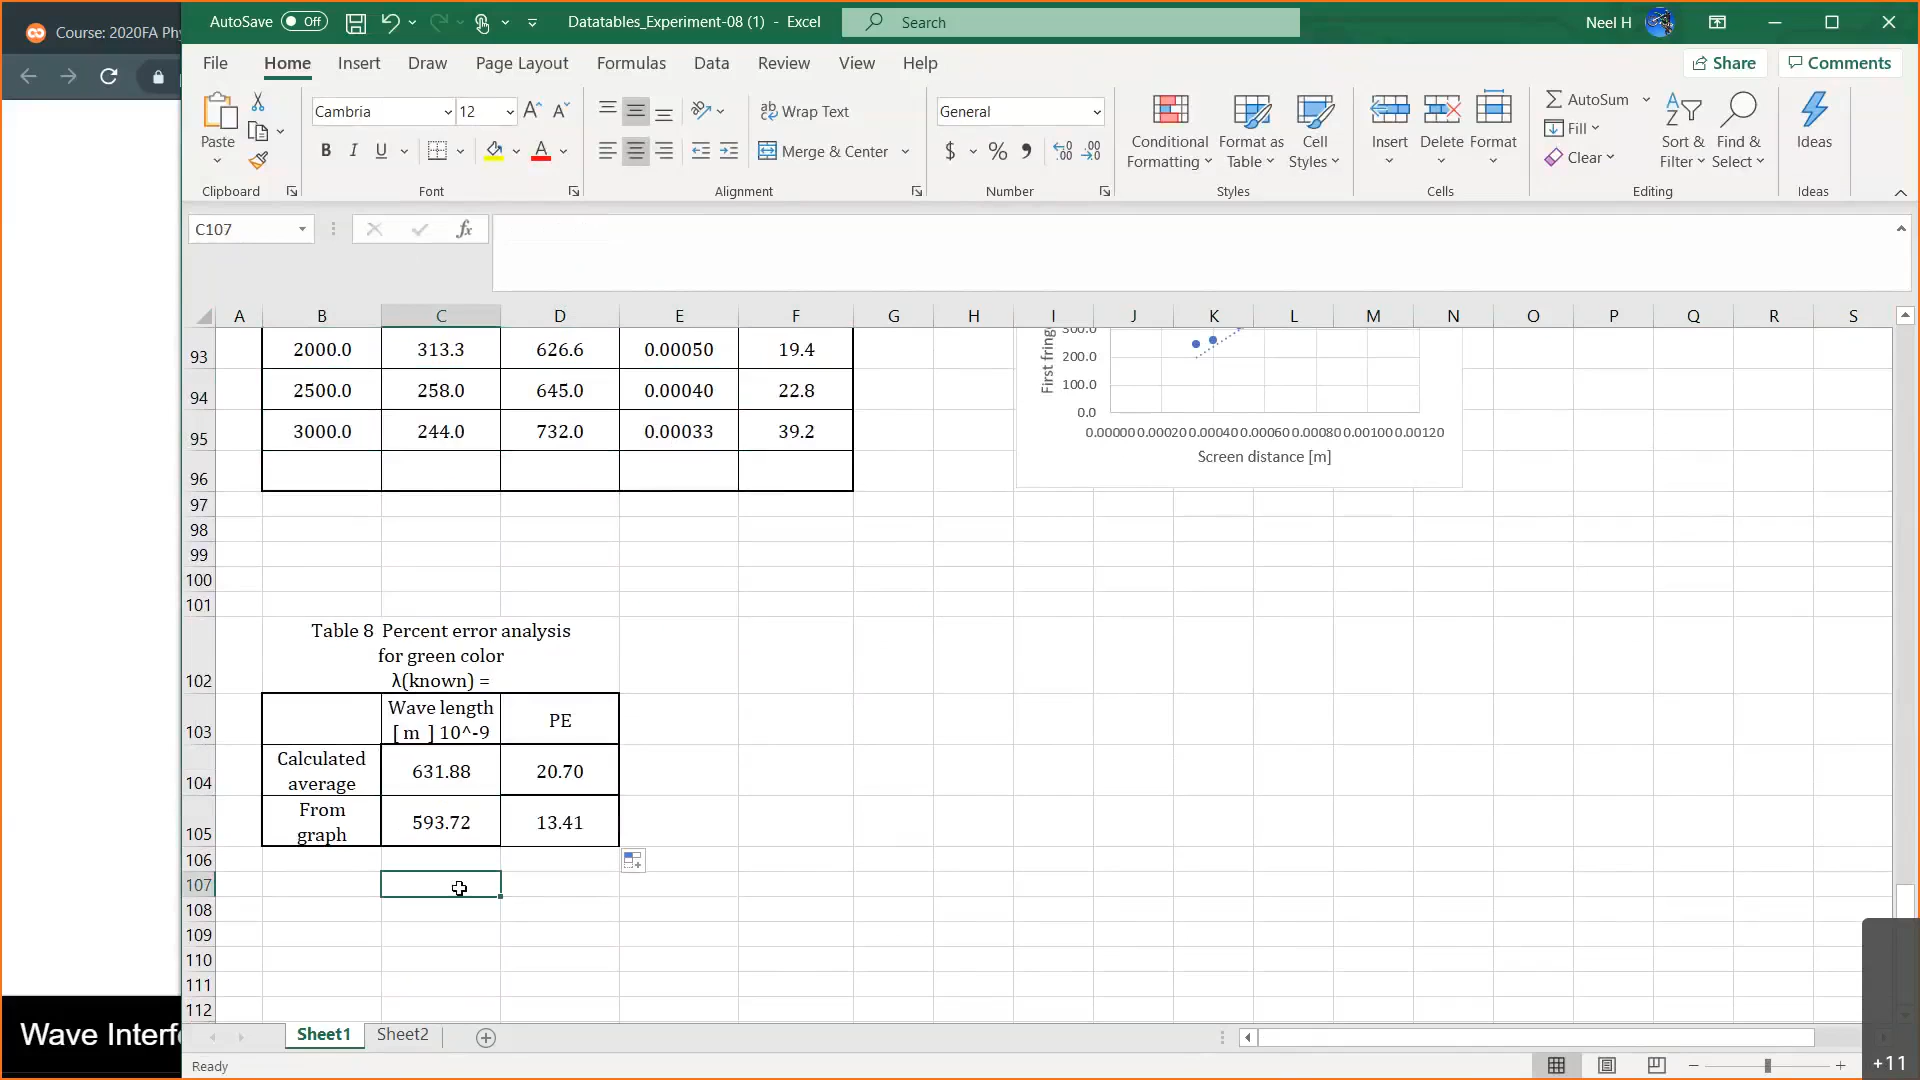 Course: 2020FA Phy
AutoSave Off Datatables_Experiment-08 (1) - Excel Search Neel H
File Home Insert Draw Page Layout Formulas Data Review View Help Share Comments
Paste Cambria 12 Wrap Text General Conditional Formatting Format as Table Cell Styles Insert Delete Format AutoSum Sort & Filter Find & Select Ideas
B I U Merge & Center $ % Fill
Clear
Clipboard Font Alignment Number Styles Cells Editing Ideas
C107 fx
A B C D E F G H I J K L M N O P Q R S
93 2000.0 313.3 626.6 0.00050 19.4
94 2500.0 258.0 645.0 0.00040 22.8
95 3000.0 244.0 732.0 0.00033 39.2
96
300.0
200.0
100.0
0.0
First fring
0.00000 0.00020 0.00040 0.00060 0.00080 0.00100 0.00120
Screen distance [m]
97
98
99
100
101
Table 8 Percent error analysis
for green color
102 λ(known) =
Wave length
[ m ] 10^-9 PE
103
Calculated
average 631.88 20.70
104
From
graph 593.72 13.41
105
106
107
108
109
110
111
112
Wave Interfe
Sheet1 Sheet2
Ready
+11